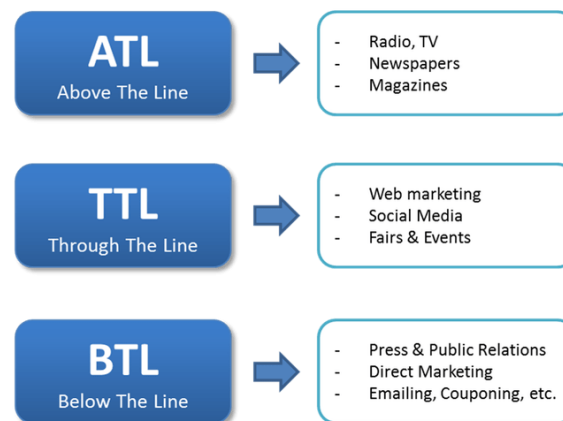 ATL
Above The Line
- Radio, TV
- Newspapers
- Magazines
TTL
Through The Line
- Web marketing
- Social Media
- Fairs & Events
BTL
Below The Line
- Press & Public Relations
- Direct Marketing
- Emailing, Couponing, etc.